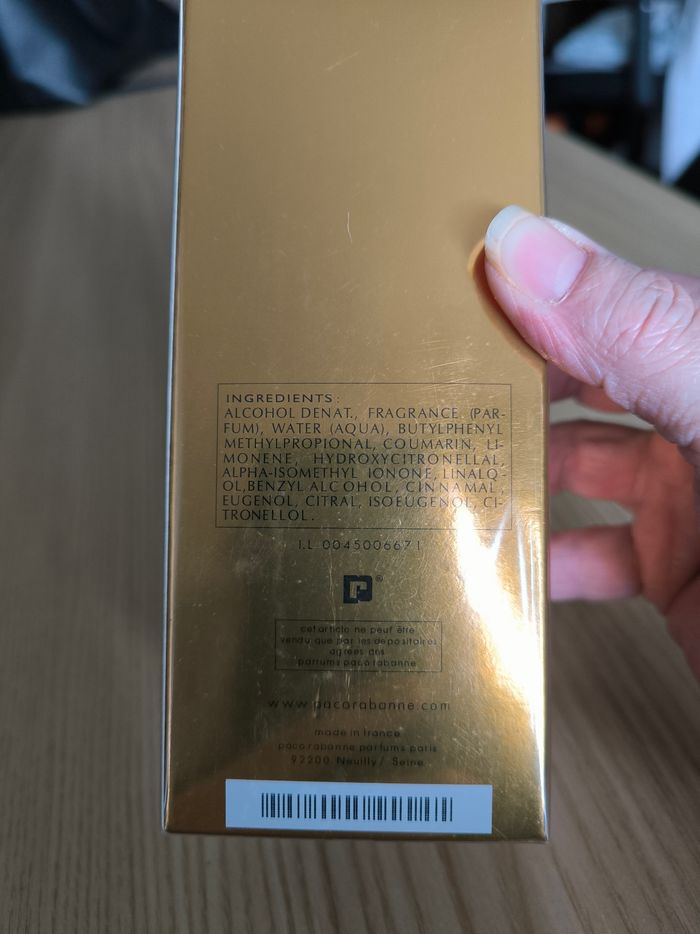 INGREDIENTS:
ALCOHOL DENAT., FRAGRANCE (PAR-
FUM), WATER (AQUA), BUTYLPHENYL
METHYLPROPIONAL, COUMARIN, LI-
MONENE, HYDROXYCITRONELLAL,
ALPHA-ISOMETHYL IONONE, LINALO-
OL, BENZYL ALCOHOL, CINNAMAL,
EUGENOL, CITRAL, ISOEUGENOL, CI-
TRONELLOL.
I.L 0045006671
®
cet article ne peut être
vendu que par les dépositaires
agréés des
parfums paco rabanne
www.pacorabanne.com
made in france
paco rabanne parfums paris
92200 Neuilly/ Seine